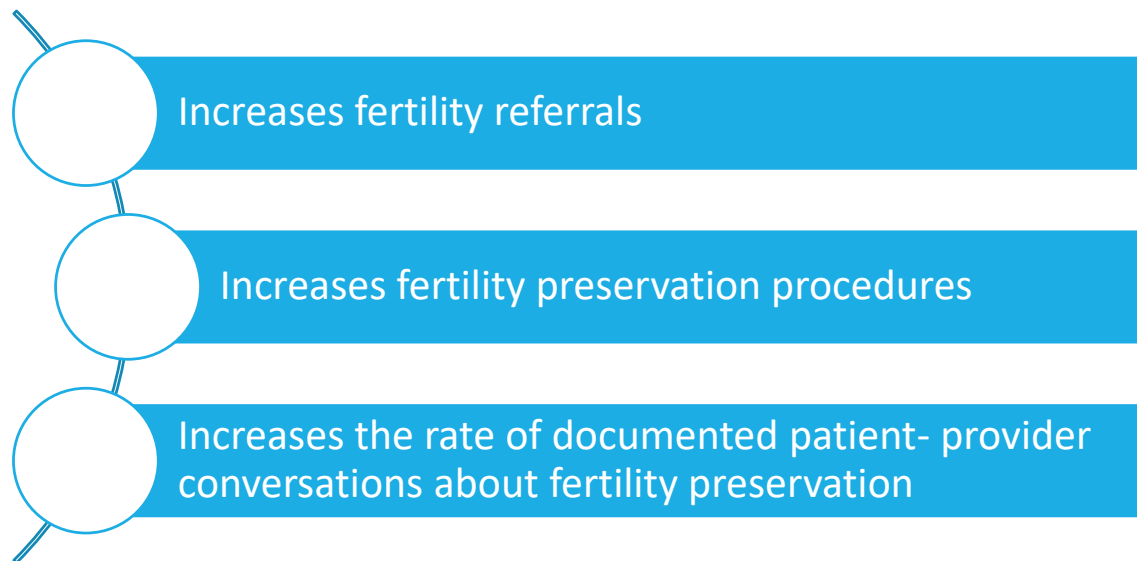 Increases fertility referrals
Increases fertility preservation procedures
Increases the rate of documented patient- provider
conversations about fertility preservation